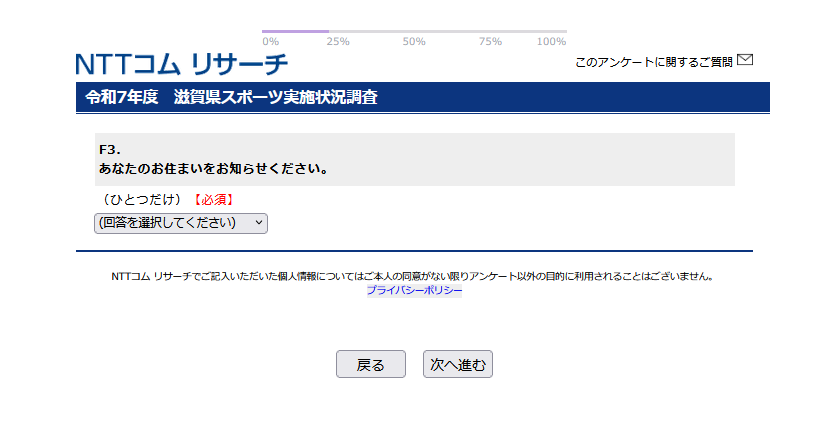 0% 25% 50% 75% 100%
NTTコム リサーチ
このアンケートに関するご質問
令和7年度　滋賀県スポーツ実施状況調査
F3.
あなたのお住まいをお知らせください。
（ひとつだけ）【必須】
(回答を選択してください)
NTTコム リサーチでご記入いただいた個人情報についてはご本人の同意がない限りアンケート以外の目的に利用されることはございません。
プライバシーポリシー
戻る 次へ進む